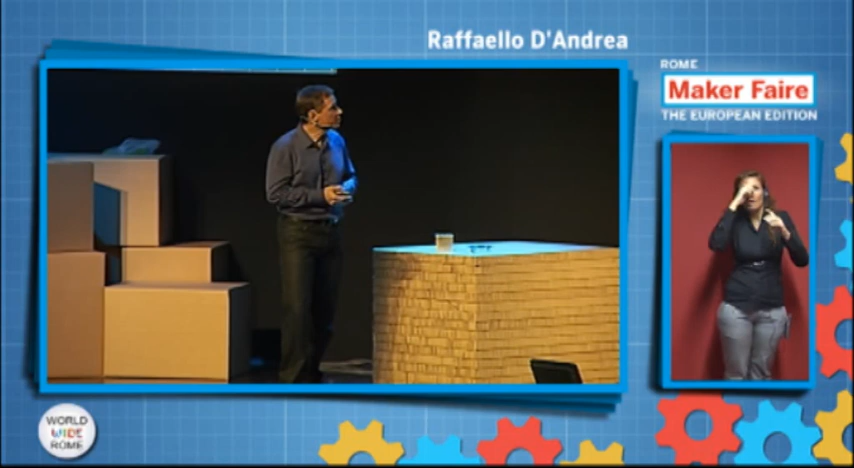 Raffaello D'Andrea
ROME
Maker Faire
THE EUROPEAN EDITION
WORLD
WIDE
ROME